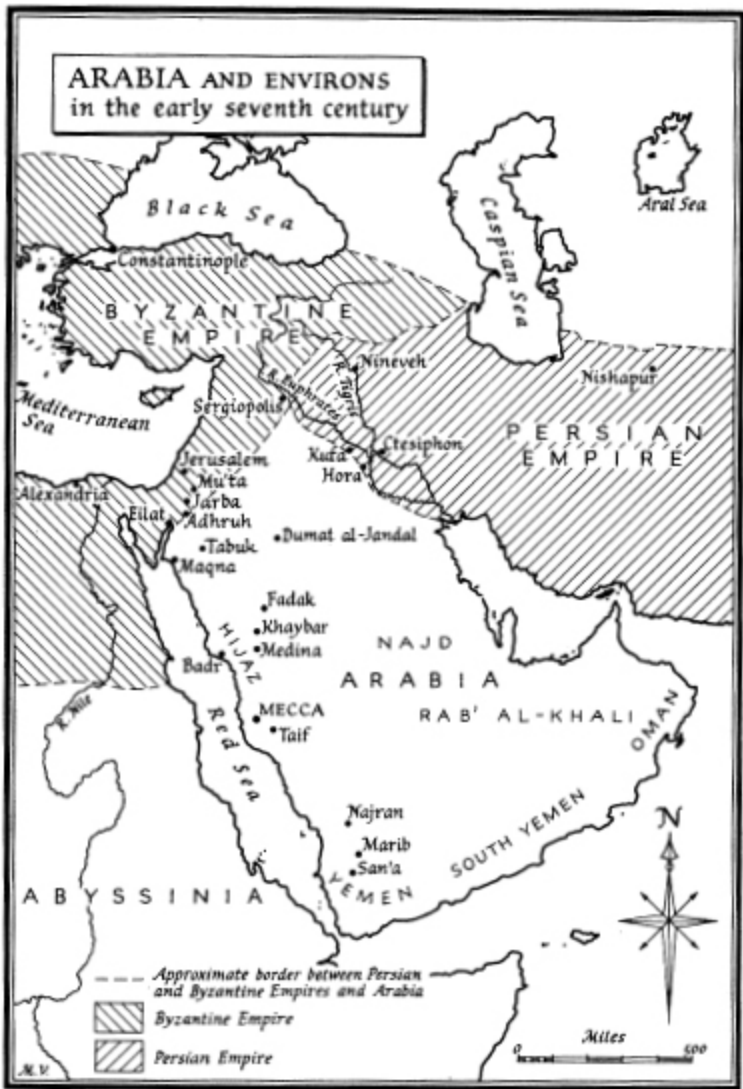 ARABIA AND ENVIRONS
in the early seventh century
Black Sea
Caspian Sea
Aral Sea
Constantinople
BYZANTINE
EMPIRE
Nineveh
R. Tigris
R. Euphrates
Nishapur
Mediterranean
Sea
Sergiopolis
PERSIAN
EMPIRE
Ctesiphon
Kufa
Hora
Jerusalem
Mu'ta
Alexandria
Jarba
Eilat
Adhruh
Dumat al-Jandal
Tabuk
Maqna
Fadak
HIJAZ
Khaybar
Medina
NAJD
Badr
ARABIA
R. Nile
Red Sea
MECCA
Taif
RAB' AL-KHALI
OMAN
Najran
Marib
San'a
YEMEN
SOUTH YEMEN
N
ABYSSINIA
Approximate border between Persian
and Byzantine Empires and Arabia
Byzantine Empire
Persian Empire
Miles
0 500
M.V.